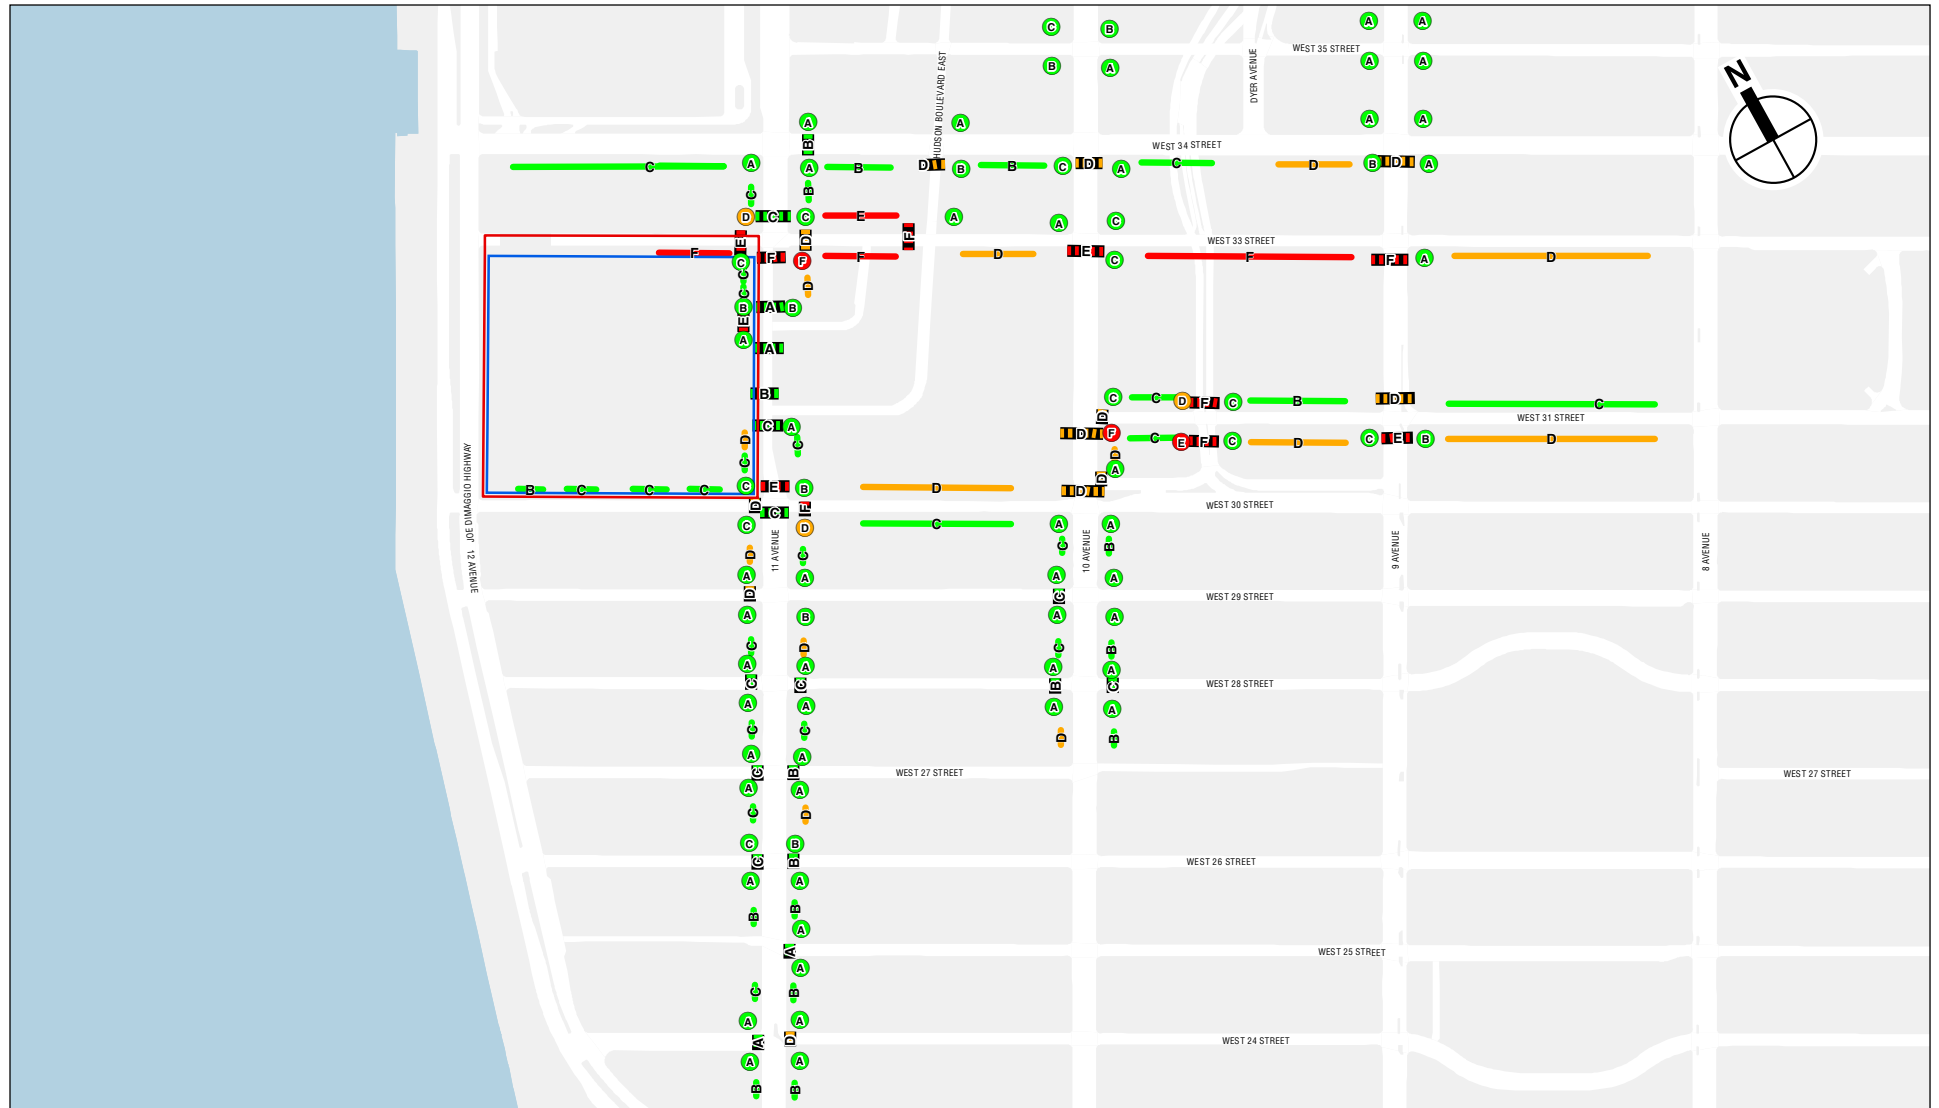 C B A A
WEST 35 STREET
B A A A
DYER AVENUE
HUDSON BOULEVARD EAST
N
A A A A
B
WEST 34 STREET
C A A B D B B C D A C D B D A
C B
D C C E A A C
E D F
WEST 33 STREET
F C F F F D E C F F A D
C
C D
B A B
E
A A
B
C C D F C B D C
D
WEST 31 STREET
C A
D C D F C E F C D C E B D
C D
A
D
B C C C C E B D D
D C F
WEST 30 STREET
C D C A A
JOE DIMAGGIO HIGHWAY
12 AVENUE
11 AVENUE
10 AVENUE
9 AVENUE
8 AVENUE
D C C B
A A A A
D C
WEST 29 STREET
A B A A
C D C B
A A A A
C C B C
WEST 28 STREET
A A A A
C C D B
A A
C B
WEST 27 STREET
WEST 27 STREET
A A
C D
C B
C B
WEST 26 STREET
A A
B B
A
A
WEST 25 STREET
A
C B
A A
A D
WEST 24 STREET
A A
B B